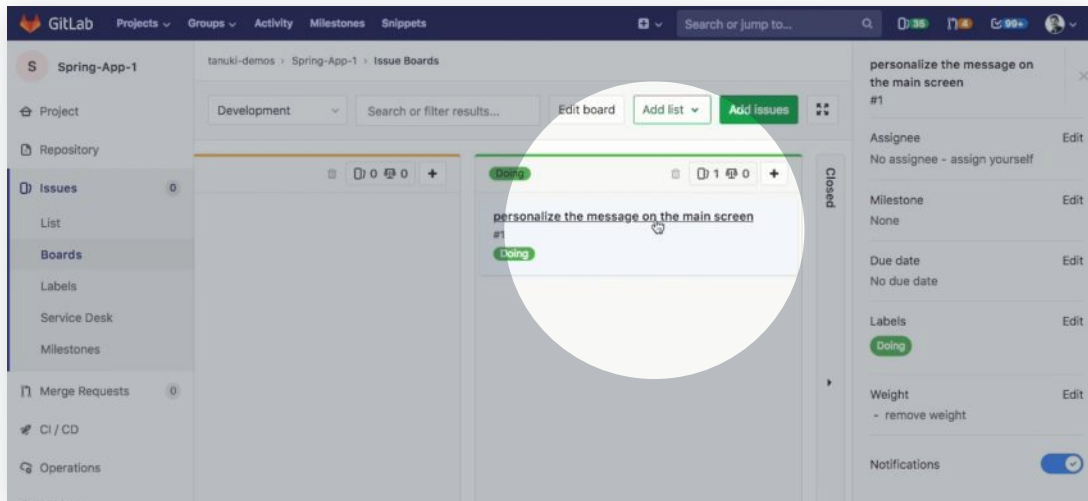 GitLab Projects Groups Activity Milestones Snippets Search or jump to... 35 4 99+
S Spring-App-1
Project
Repository
Issues 0
List
Boards
Labels
Service Desk
Milestones
Merge Requests 0
CI / CD
Operations
tanuki-demos > Spring-App-1 > Issue Boards
Development Search or filter results... Edit board Add list Add issues
0 0 +
Doing 1 0 +
personalize the message on the main screen
#1
Doing
Closed
personalize the message on
the main screen
#1
Assignee Edit
No assignee - assign yourself
Milestone Edit
None
Due date Edit
No due date
Labels Edit
Doing
Weight Edit
- remove weight
Notifications